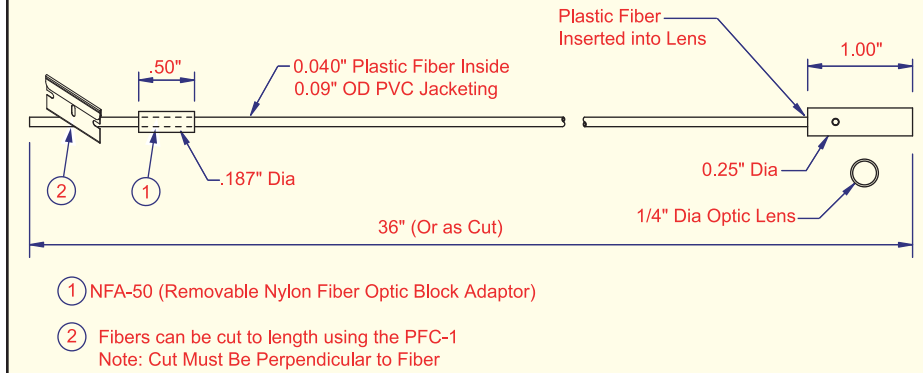 Plastic Fiber
Inserted into Lens
1.00"
.50"
0.040" Plastic Fiber Inside
0.09" OD PVC Jacketing
2
1
.187" Dia
0.25" Dia
1/4" Dia Optic Lens
36" (Or as Cut)
1 NFA-50 (Removable Nylon Fiber Optic Block Adaptor)
2 Fibers can be cut to length using the PFC-1
Note: Cut Must Be Perpendicular to Fiber